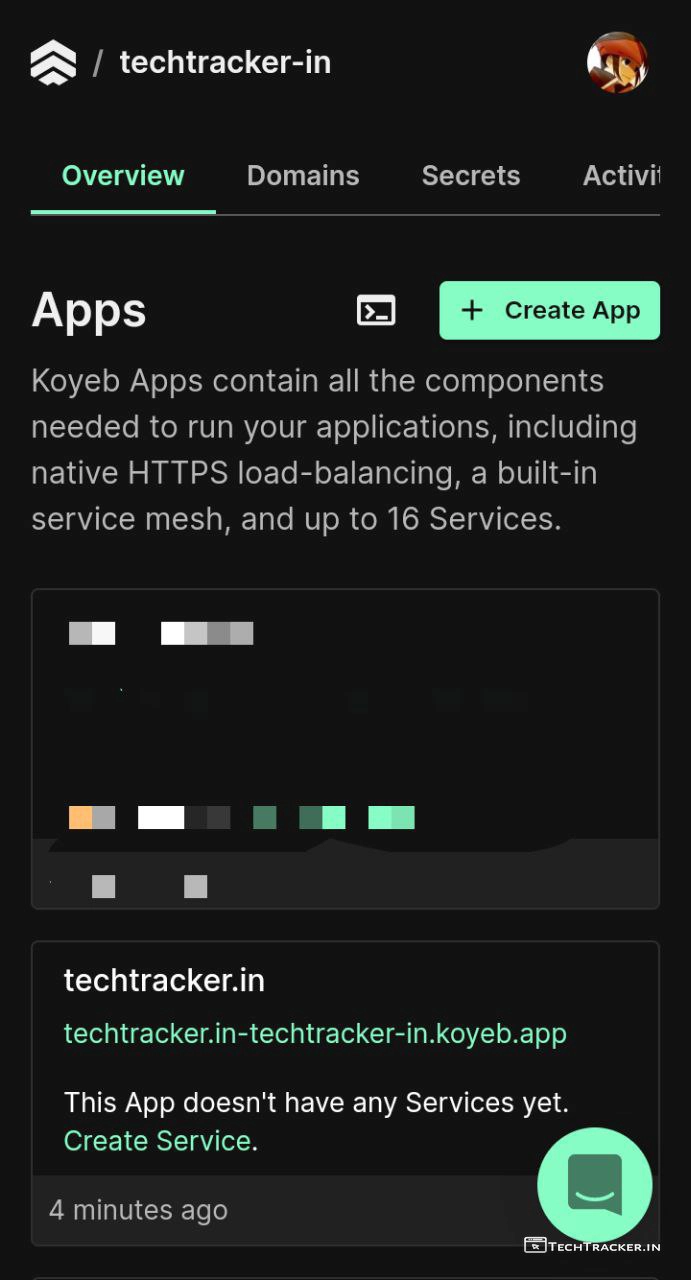 / techtracker-in
Overview Domains Secrets
Apps
+ Create App
Koyeb Apps contain all the components
needed to run your applications, including
native HTTPS load-balancing, a built-in
service mesh, and up to 16 Services.
techtracker.in
techtracker.in-techtracker-in.koyeb.app
This App doesn't have any Services yet.
Create Service.
4 minutes ago
TECHTRACKER.IN